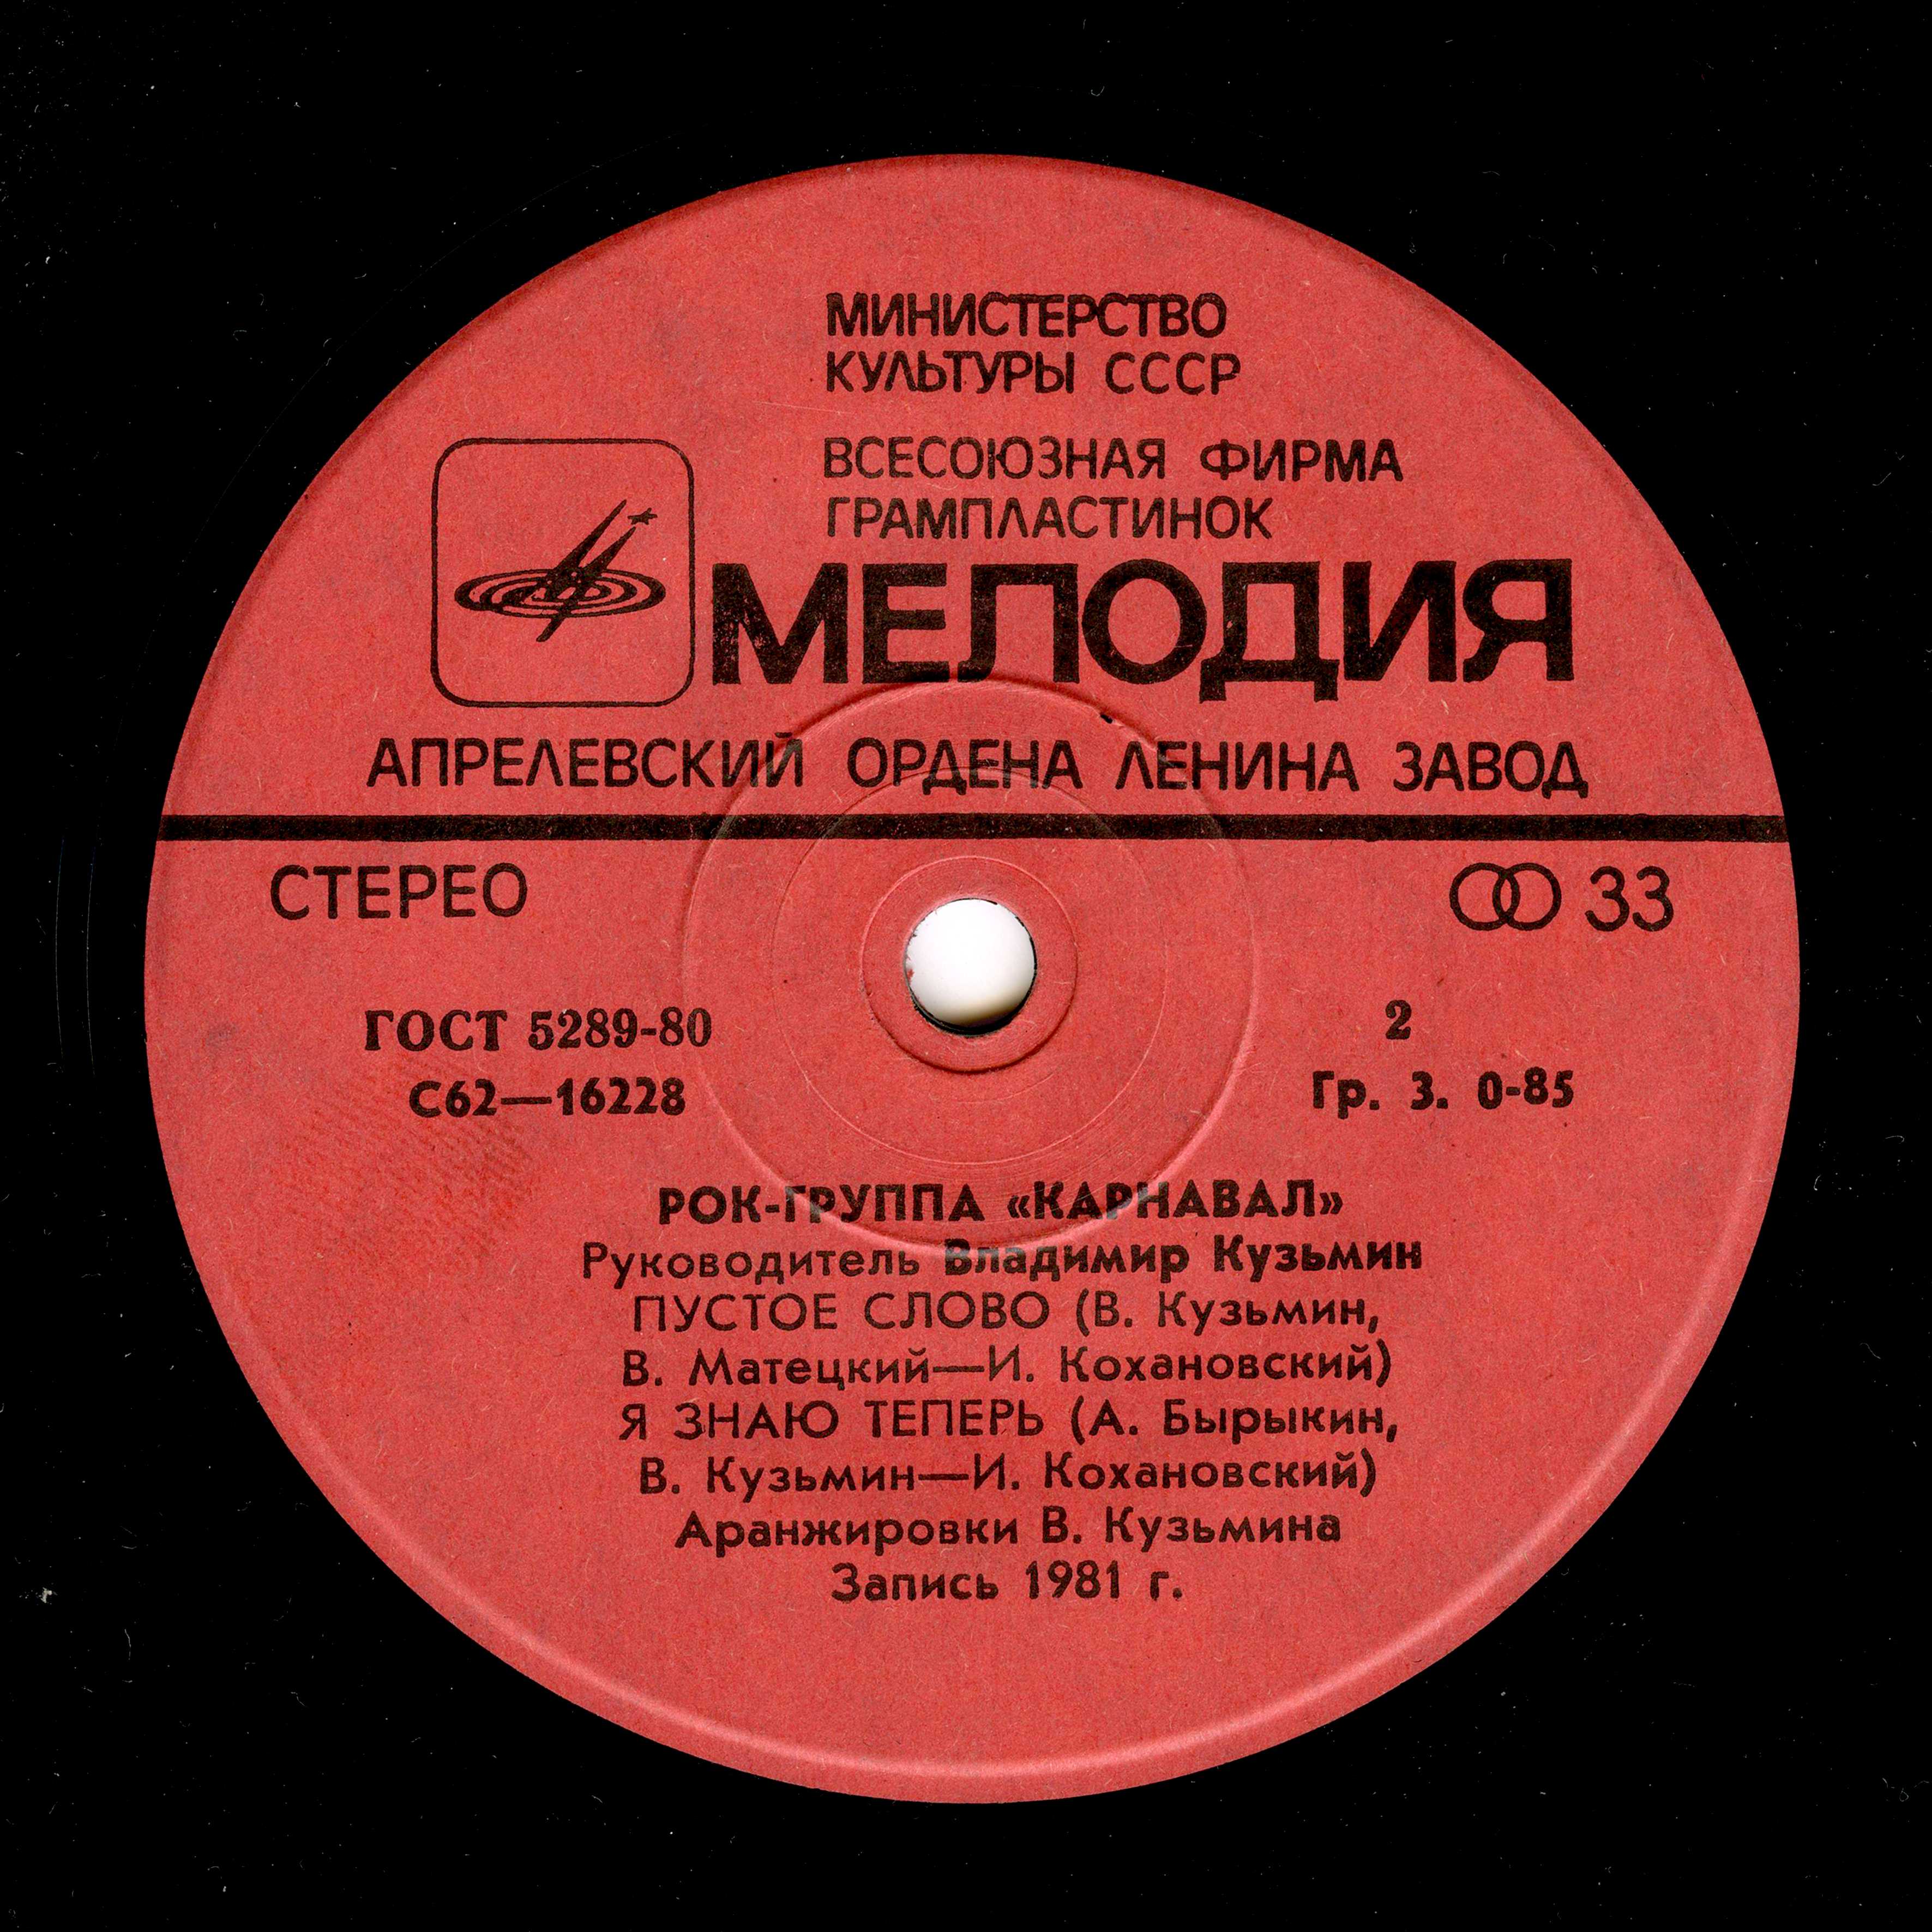 МИНИСТЕРСТВО
КУЛЬТУРЫ СССР
ВСЕСОЮЗНАЯ ФИРМА
ГРАМПЛАСТИНОК
МЕЛОДИЯ
АПРЕЛЕВСКИЙ ОРДЕНА ЛЕНИНА ЗАВОД
СТЕРЕО
33
ГОСТ 5289-80
2
С62—16228
Гр. 3. 0-85
РОК-ГРУППА «КАРНАВАЛ»
Руководитель Владимир Кузьмин
ПУСТОЕ СЛОВО (В. Кузьмин,
В. Матецкий—И. Кохановский)
Я ЗНАЮ ТЕПЕРЬ (А. Бырыкин,
В. Кузьмин—И. Кохановский)
Аранжировки В. Кузьмина
Запись 1981 г.